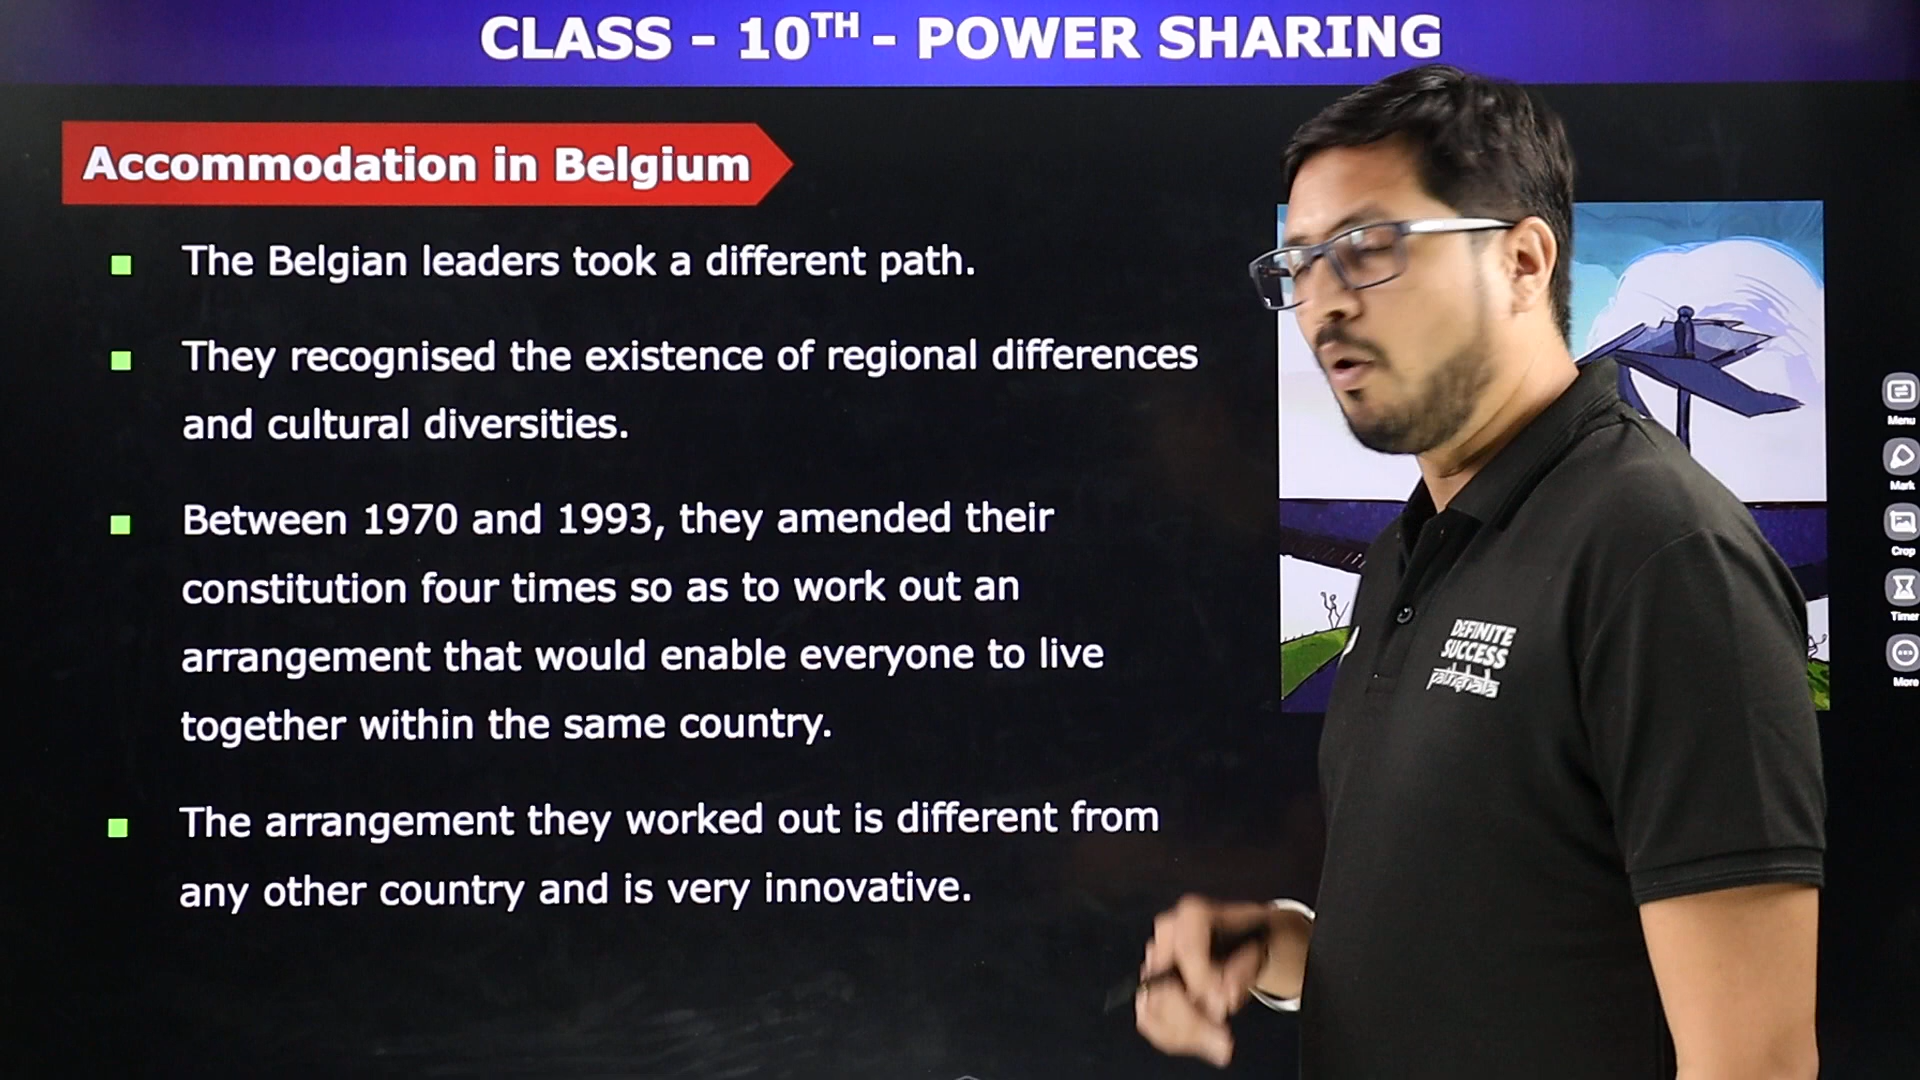 CLASS - 10TH - POWER SHARING
Accommodation in Belgium
The Belgian leaders took a different path.
They recognised the existence of regional differences
and cultural diversities.
Between 1970 and 1993, they amended their
constitution four times so as to work out an
arrangement that would enable everyone to live
together within the same country.
The arrangement they worked out is different from
any other country and is very innovative.
DEFINITE
SUCCESS
pathshala
Menu
Mark
Crop
Timer
More